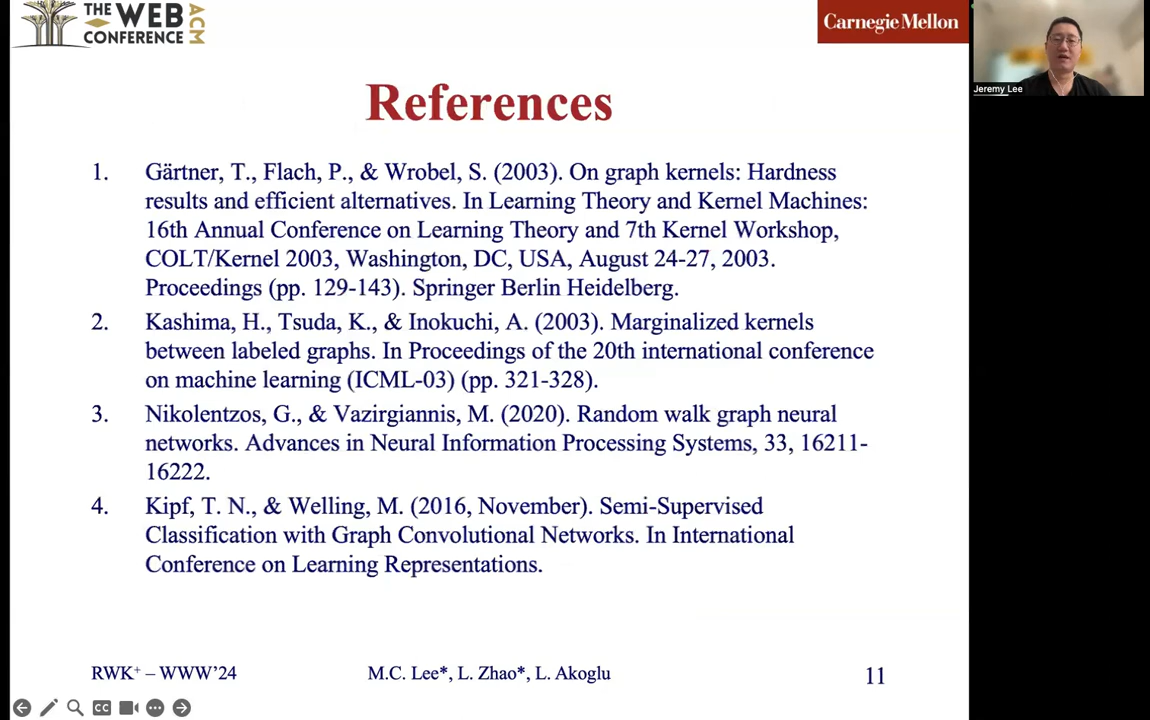 THE WEB
CONFERENCE
ACM
Carnegie Mellon
Jeremy Lee
References
1. Gärtner, T., Flach, P., & Wrobel, S. (2003). On graph kernels: Hardness
results and efficient alternatives. In Learning Theory and Kernel Machines:
16th Annual Conference on Learning Theory and 7th Kernel Workshop,
COLT/Kernel 2003, Washington, DC, USA, August 24-27, 2003.
Proceedings (pp. 129-143). Springer Berlin Heidelberg.
2. Kashima, H., Tsuda, K., & Inokuchi, A. (2003). Marginalized kernels
between labeled graphs. In Proceedings of the 20th international conference
on machine learning (ICML-03) (pp. 321-328).
3. Nikolentzos, G., & Vazirgiannis, M. (2020). Random walk graph neural
networks. Advances in Neural Information Processing Systems, 33, 16211-
16222.
4. Kipf, T. N., & Welling, M. (2016, November). Semi-Supervised
Classification with Graph Convolutional Networks. In International
Conference on Learning Representations.
RWK⁺ – WWW’24
M.C. Lee*, L. Zhao*, L. Akoglu
11
CC